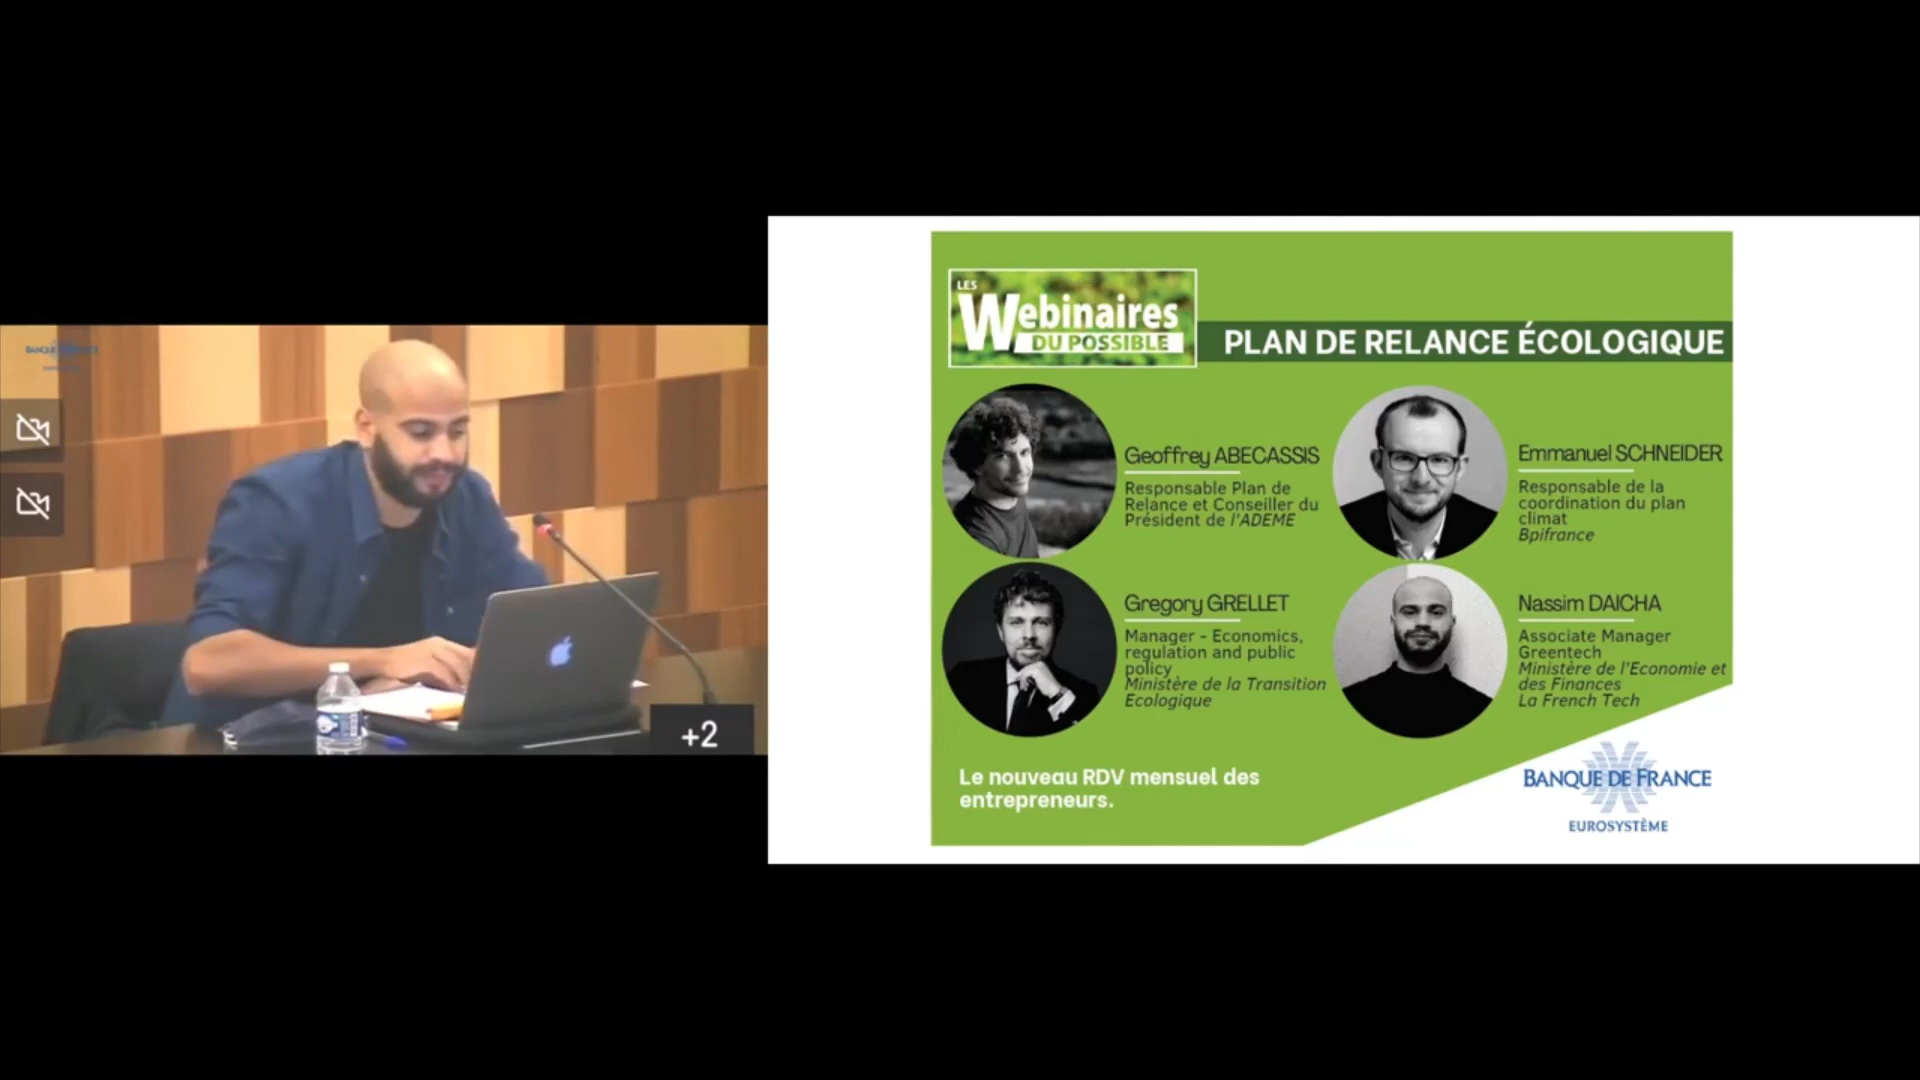 +2
LES
Webinaires
DU POSSIBLE
PLAN DE RELANCE ÉCOLOGIQUE
Geoffrey ABECASSIS
Responsable Plan de
Relance et Conseiller du
Président de l'ADEME
Emmanuel SCHNEIDER
Responsable de la
coordination du plan
climat
Bpifrance
Gregory GRELLET
Manager - Economics,
regulation and public
policy
Ministère de la Transition
Ecologique
Nassim DAICHA
Associate Manager
Greentech
Ministère de l'Economie et
des Finances
La French Tech
Le nouveau RDV mensuel des
entrepreneurs.
BANQUE DE FRANCE
EUROSYSTÈME